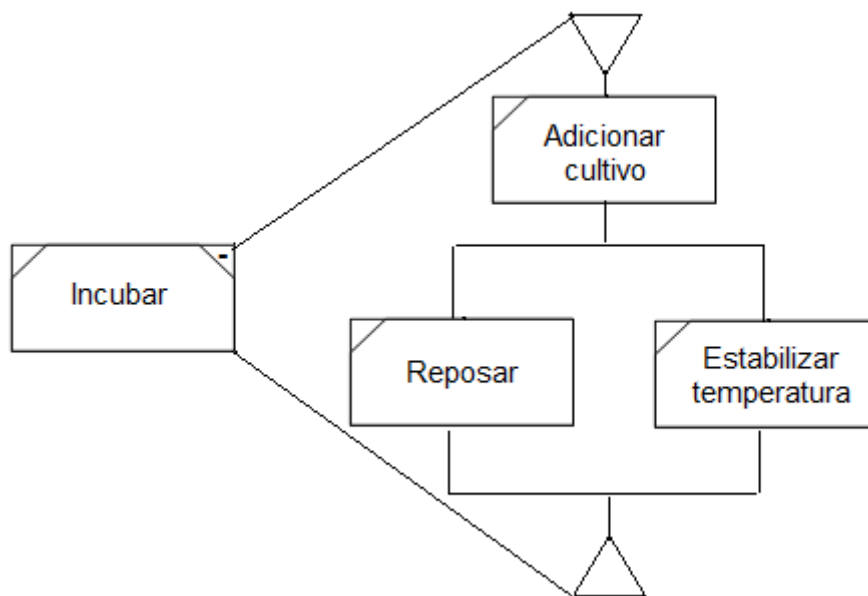 Adicionar
cultivo
-
Incubar
Reposar
Estabilizar
temperatura